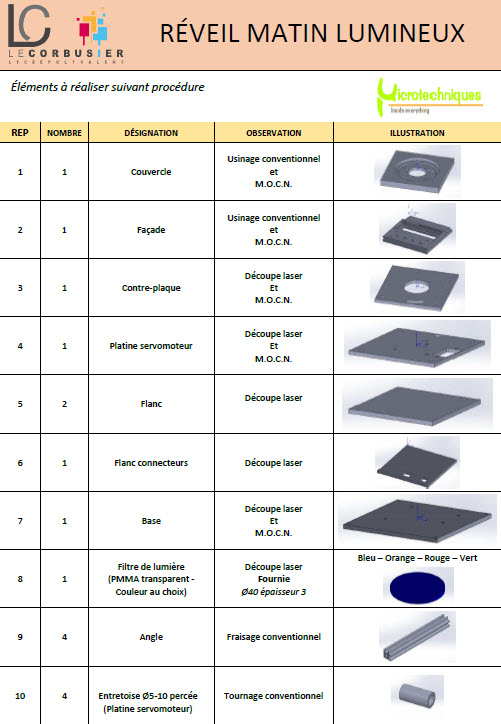 LC
LECORBUSIER
LYCÉEPOLYVALENT
RÉVEIL MATIN LUMINEUX
Éléments à réaliser suivant procédure
Microtechniques
Inside everything
REP NOMBRE DÉSIGNATION OBSERVATION ILLUSTRATION
1 1 Couvercle Usinage conventionnel
et
M.O.C.N.
2 1 Façade Usinage conventionnel
et
M.O.C.N.
3 1 Contre-plaque Découpe laser
Et
M.O.C.N.
4 1 Platine servomoteur Découpe laser
Et
M.O.C.N.
5 2 Flanc Découpe laser
6 1 Flanc connecteurs Découpe laser
7 1 Base Découpe laser
Et
M.O.C.N.
8 1 Filtre de lumière
(PMMA transparent -
Couleur au choix)
Découpe laser
Fournie
Ø40 épaisseur 3
Bleu – Orange – Rouge – Vert
9 4 Angle Fraisage conventionnel
10 4 Entretoise Ø5-10 percée
(Platine servomoteur)
Tournage conventionnel